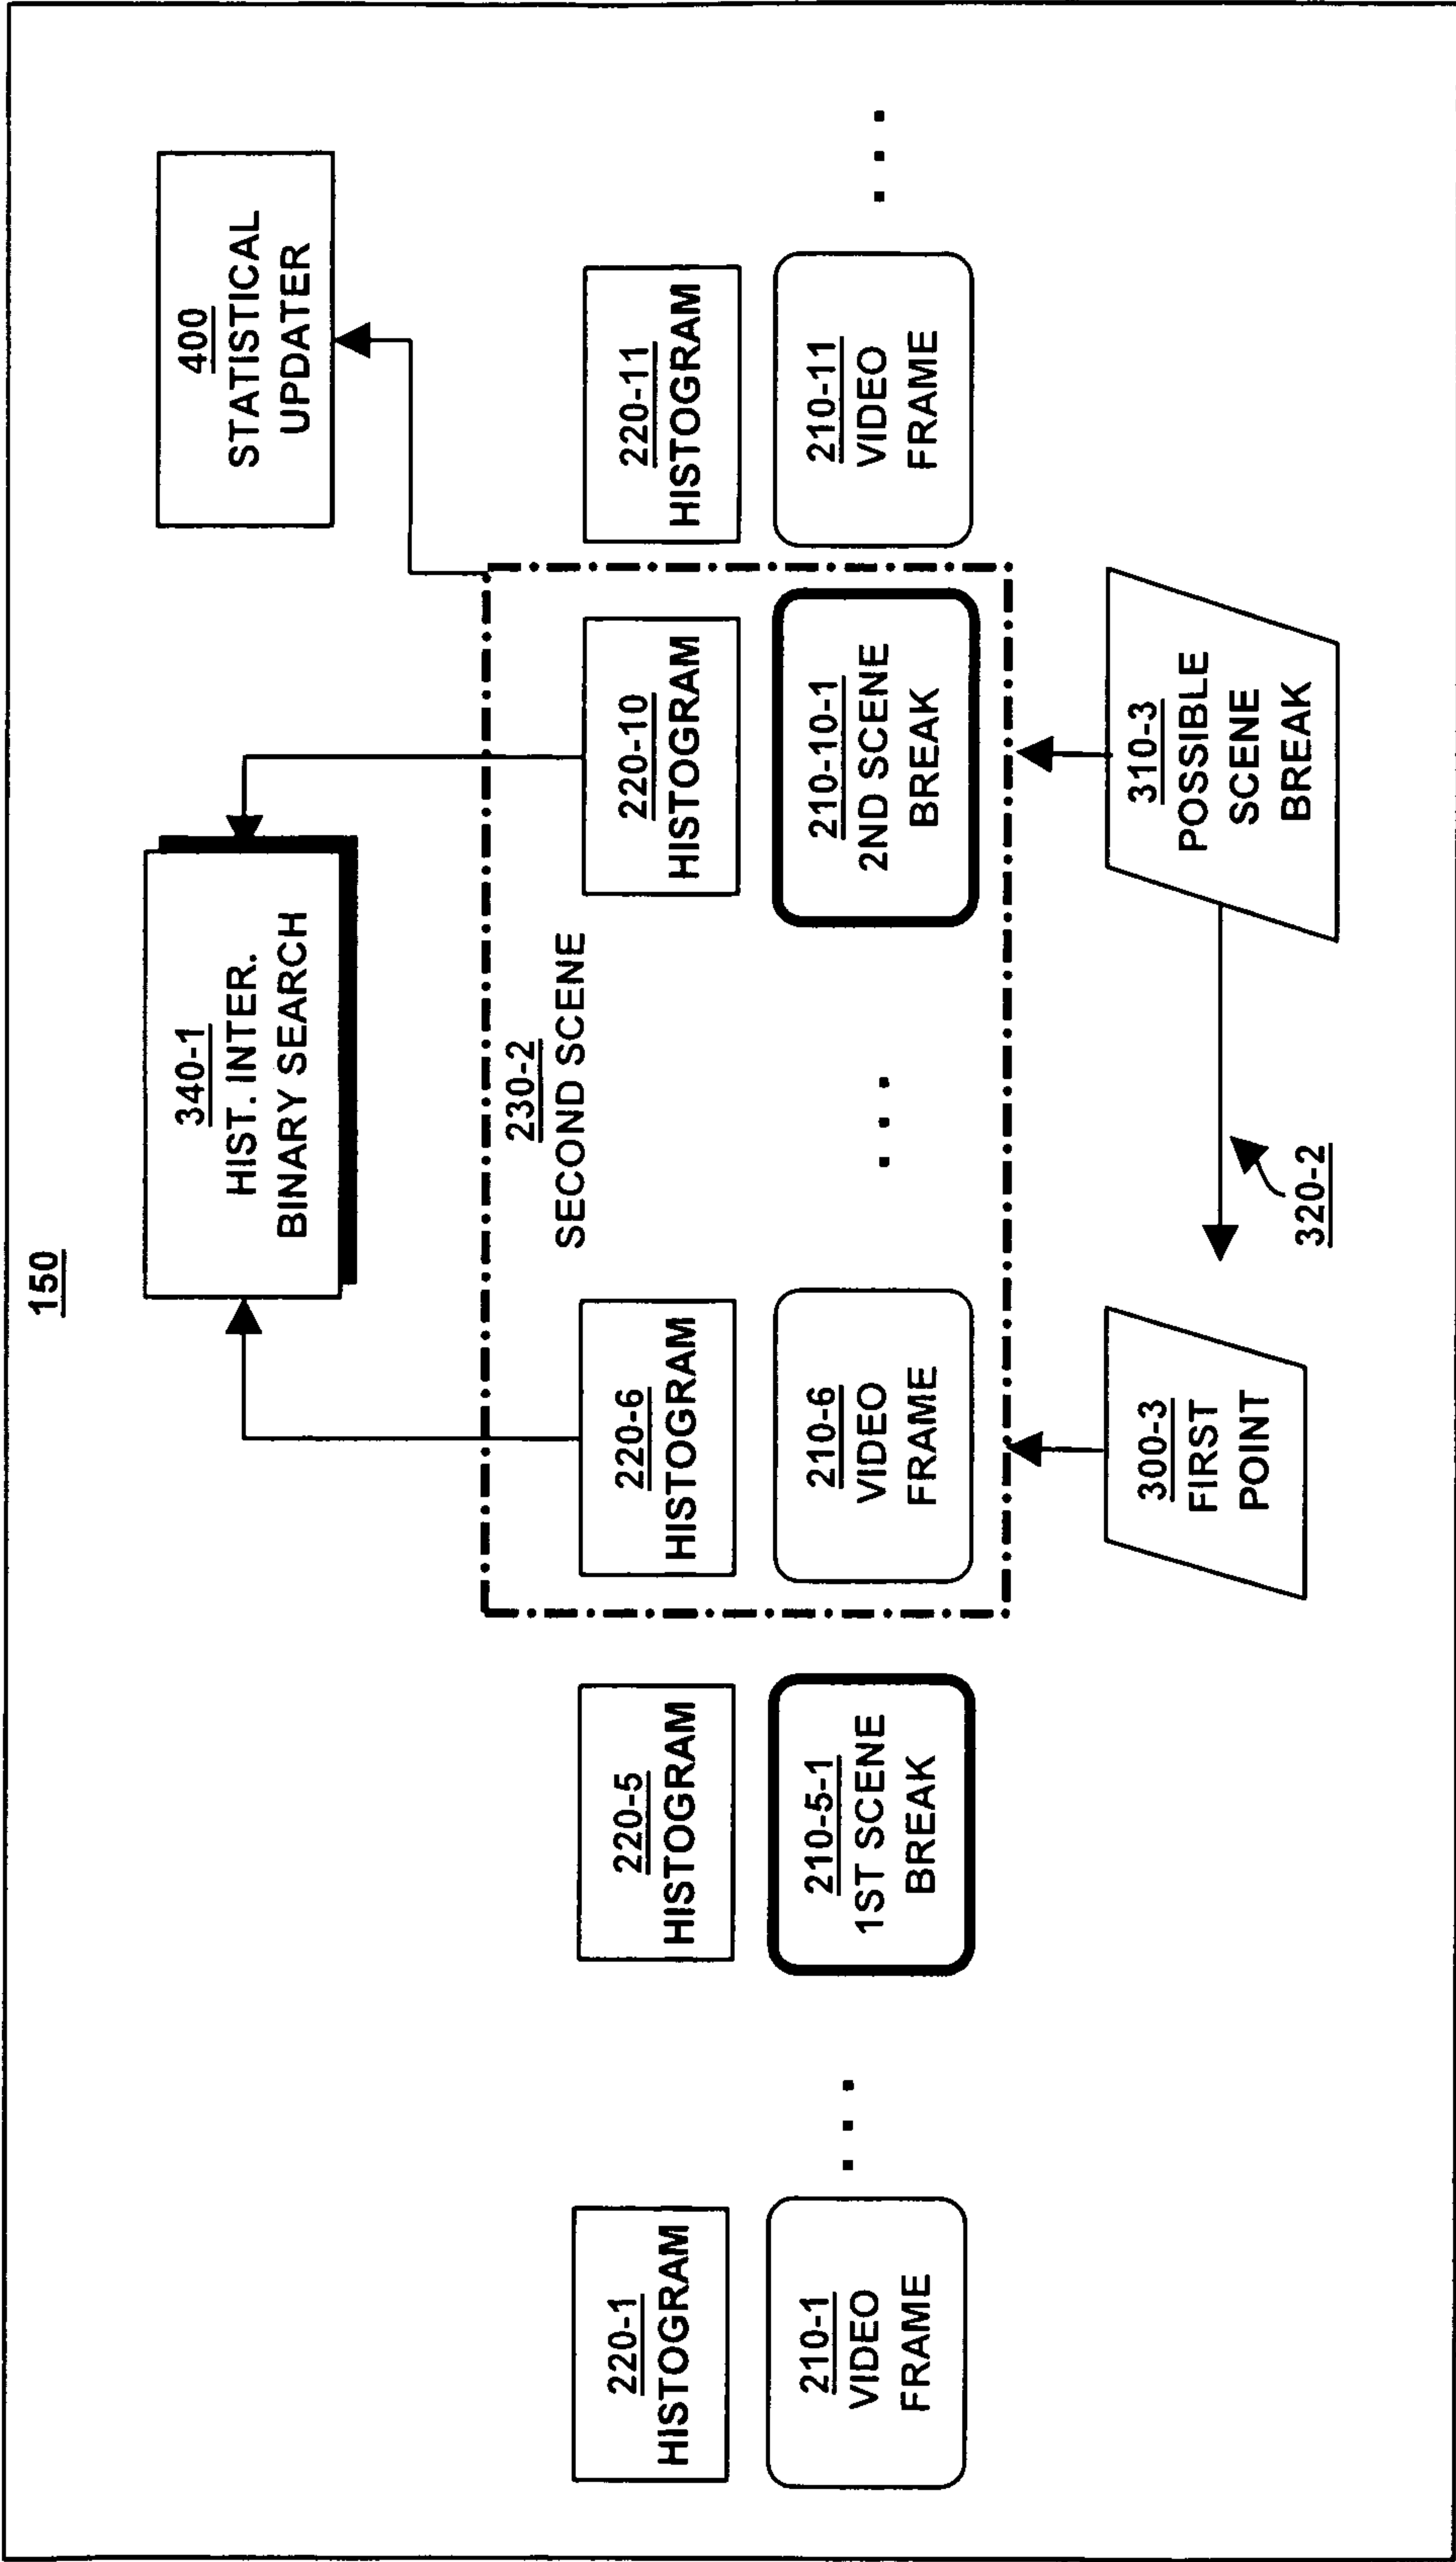 150
340-1
HIST. INTER.
BINARY SEARCH
400
STATISTICAL
UPDATER
230-2
SECOND SCENE
220-1
HISTOGRAM
220-5
HISTOGRAM
220-6
HISTOGRAM
220-10
HISTOGRAM
220-11
HISTOGRAM
210-1
VIDEO
FRAME
. . .
210-5-1
1ST SCENE
BREAK
210-6
VIDEO
FRAME
. . .
210-10-1
2ND SCENE
BREAK
210-11
VIDEO
FRAME
. . .
300-3
FIRST
POINT
320-2
310-3
POSSIBLE
SCENE
BREAK